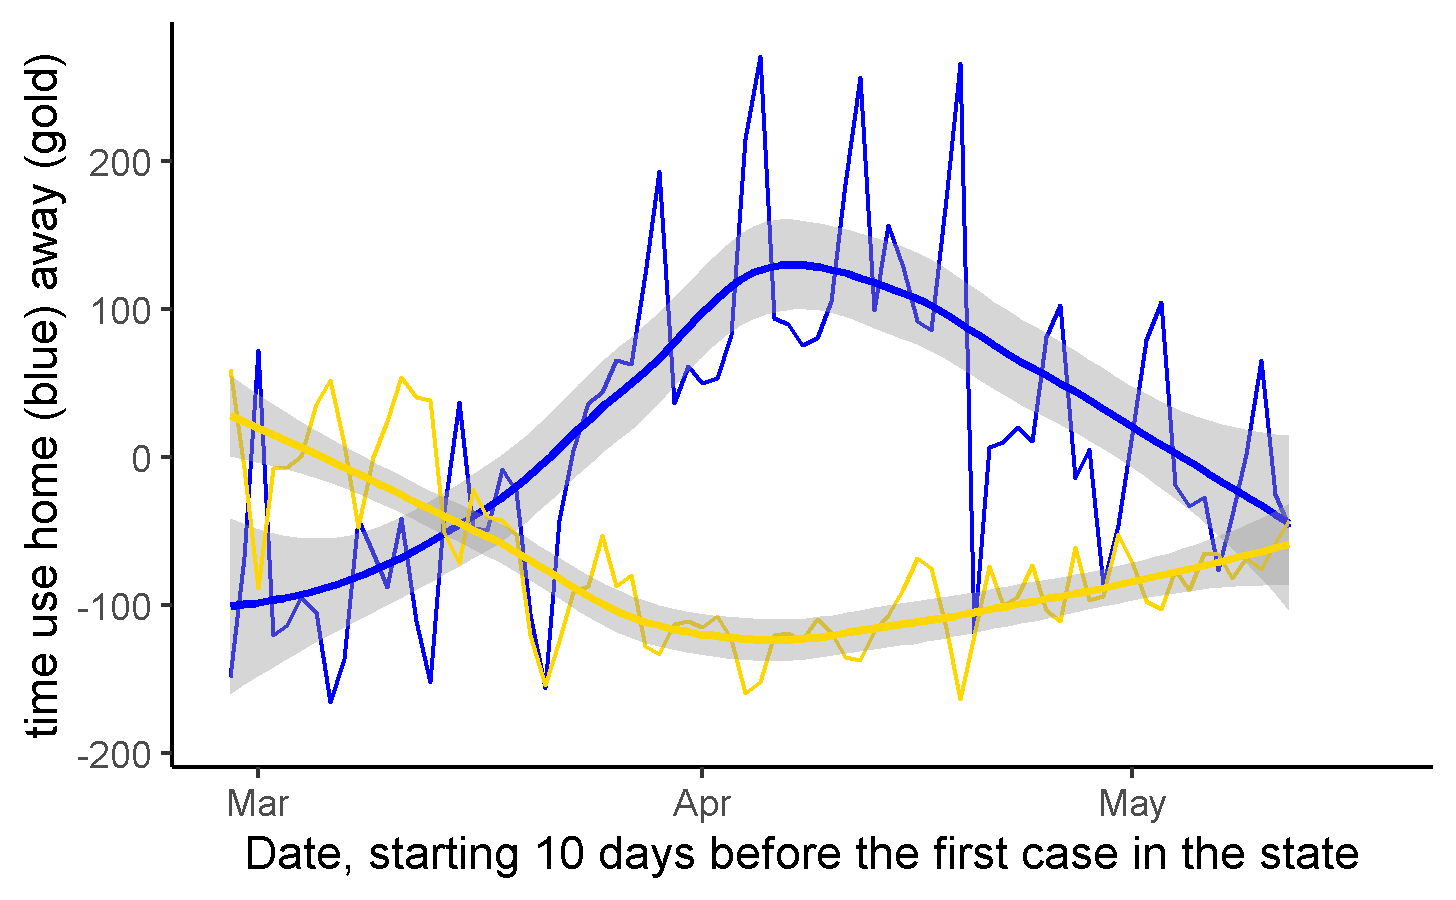 time use home (blue) away (gold)
200
100
0
-100
-200
Mar
Apr
May
Date, starting 10 days before the first case in the state